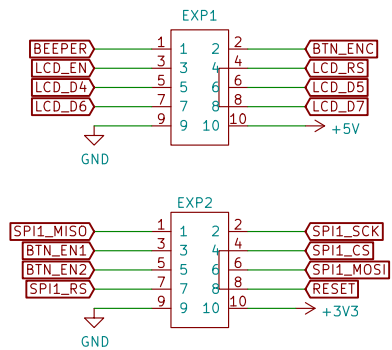 EXP1
BEEPER 1 1 2 2 BTN_ENC
LCD_EN 3 3 4 4 LCD_RS
LCD_D4 5 5 6 6 LCD_D5
LCD_D6 7 7 8 8 LCD_D7
9 9 10 10 +5V
GND
EXP2
SPI1_MISO 1 1 2 2 SPI1_SCK
BTN_EN1 3 3 4 4 SPI1_CS
BTN_EN2 5 5 6 6 SPI1_MOSI
SPI1_RS 7 7 8 8 RESET
9 9 10 10 +3V3
GND